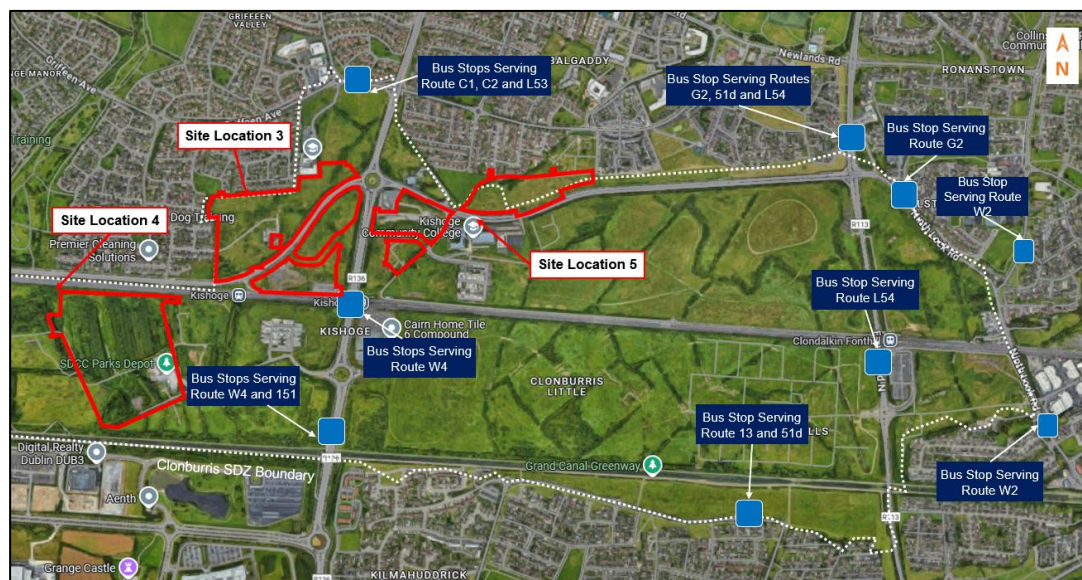 GRIFFEEN
VALLEY
Bus Stops Serving
Route C1, C2 and L53
BALGADDY
Newlands Rd
Bus Stop Serving Routes
G2, 51d and L54
RONANSTOWN
A
N
Griffeen Ave
Griffeen Ave
Training
Site Location 3
Bus Stop Serving
Route G2
Bus Stop
Serving Route
W2
Site Location 4
Dog Training
Premier Cleaning
Solutions
Kishoge
Community College
Site Location 5
R113
R136
Kishoge
Bus Stop Serving
Route L54
KISHOGE
Cairn Home Tile
6 Compound
Clondalkin Fonthill
SDCC Parks Depot
Bus Stops Serving
Route W4
Bus Stops Serving
Route W4 and 151
CLONBURRIS
LITTLE
Bus Stop Serving
Route 13 and 51d
Digital Realty
Dublin DUB3
Clonburris SDZ Boundary
Grand Canal Greenway
Bus Stop Serving
Route W2
Aenth
Grange Castle
KILMAHUDDRICK
R136